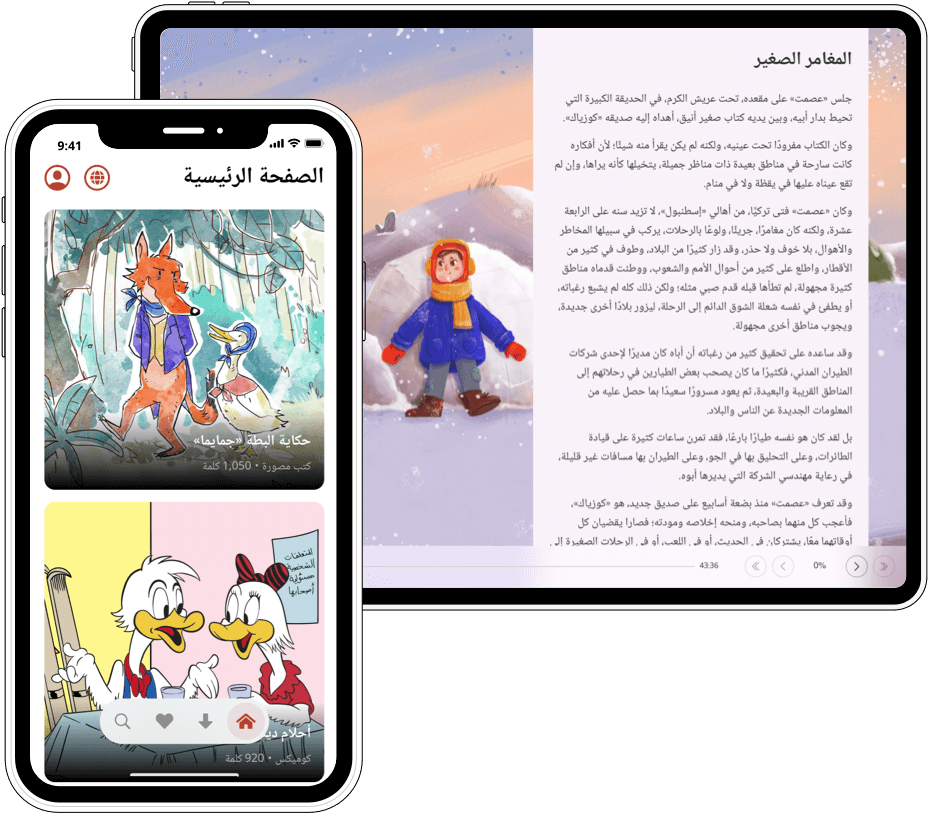 9:41
الصفحة الرئيسية
حكاية البطة «جمايما»
كتب مصورة • 1,050 كلمة
المتعلقات
الشخصية
مسئولية
أصحابها
أحلام
كوميكس • 920 كلمة
المغامر الصغير
جلس «عصمت» على مقعده، تحت عريش الكرم، في الحديقة الكبيرة التي
تحيط بدار أبيه، وبين يديه كتاب صغير أنيق، أهداه إليه صديقه «كوزياك».
وكان الكتاب مفرودًا تحت عينيه، ولكنه لم يكن يقرأ منه شيئًا؛ لأن أفكاره
كانت سارحة في مناطق بعيدة ذات مناظر جميلة، يتخيلها كأنه يراها، وإن لم
تقع عيناه عليها في يقظة ولا في منام.
وكان «عصمت» فتى تركيًا، من أهالي «إسطنبول»، لا تزيد سنه على الرابعة
عشرة، ولكنه كان مغامرًا، جريئًا، ولوعًا بالرحلات، يركب في سبيلها المخاطر
والأهوال، بلا خوف ولا حذر، وقد زار كثيرًا من البلاد، وطوف في كثير من
الأقطار، واطلع على كثير من أحوال الأمم والشعوب، ووطئت قدماه مناطق
كثيرة مجهولة، لم تطأها قبله قدم صبي مثله؛ ولكن ذلك كله لم يشبع رغباته،
أو يطفئ في نفسه شعلة الشوق الدائم إلى الرحلة، ليزور بلادًا أخرى جديدة،
ويجوب مناطق أخرى مجهولة.
وقد ساعده على تحقيق كثير من رغباته أن أباه كان مديرًا لإحدى شركات
الطيران المدني، فكثيرًا ما كان يصحب بعض الطيارين في رحلاتهم إلى
المناطق القريبة والبعيدة، ثم يعود مسرورًا سعيدًا بما حصل عليه من
المعلومات الجديدة عن الناس والبلاد.
بل لقد كان هو نفسه طيارًا بارعًا، فقد تمرن ساعات كثيرة على قيادة
الطائرات، وعلى التحليق بها في الجو، وعلى الطيران بها مسافات غير قليلة،
في رعاية مهندسي الشركة التي يديرها أبوه.
وقد تعرف «عصمت» منذ بضعة أسابيع على صديق جديد، هو «كوزياك»،
فأعجب كل منهما بصاحبه، ومنحه إخلاصه ومودته؛ فصارا يقضيان كل
أوقاتهما معًا، يشتركان في الحديث، أو في اللعب، أو في الرحلات الصغيرة إلى
43:36
0%